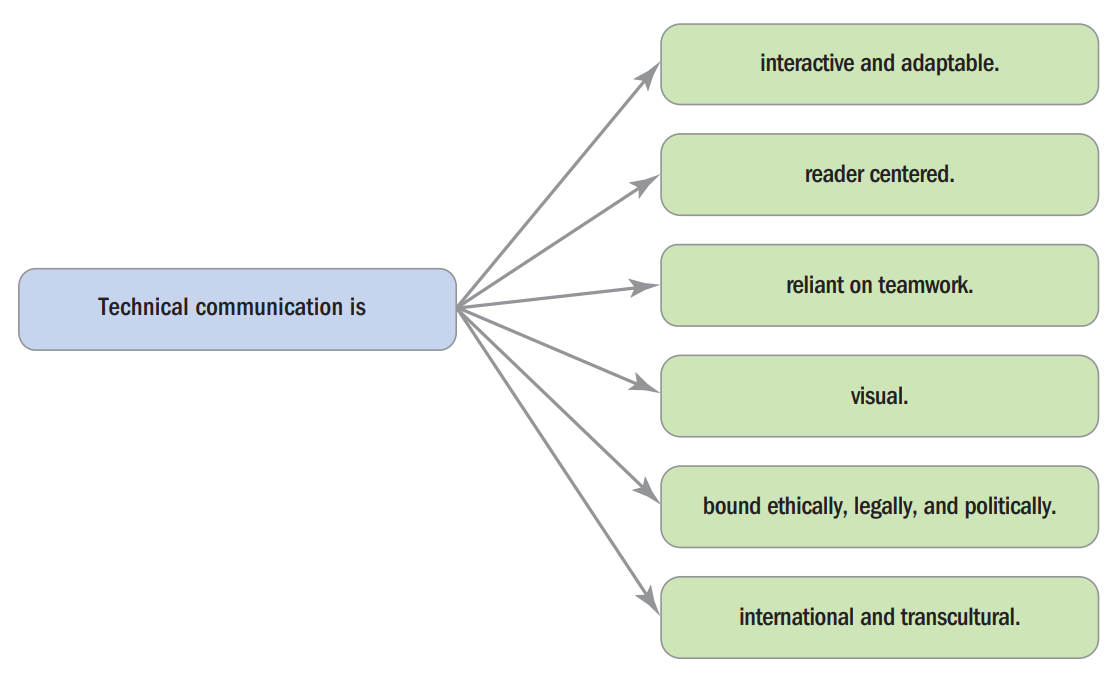 Technical communication is
interactive and adaptable.
reader centered.
reliant on teamwork.
visual.
bound ethically, legally, and politically.
international and transcultural.